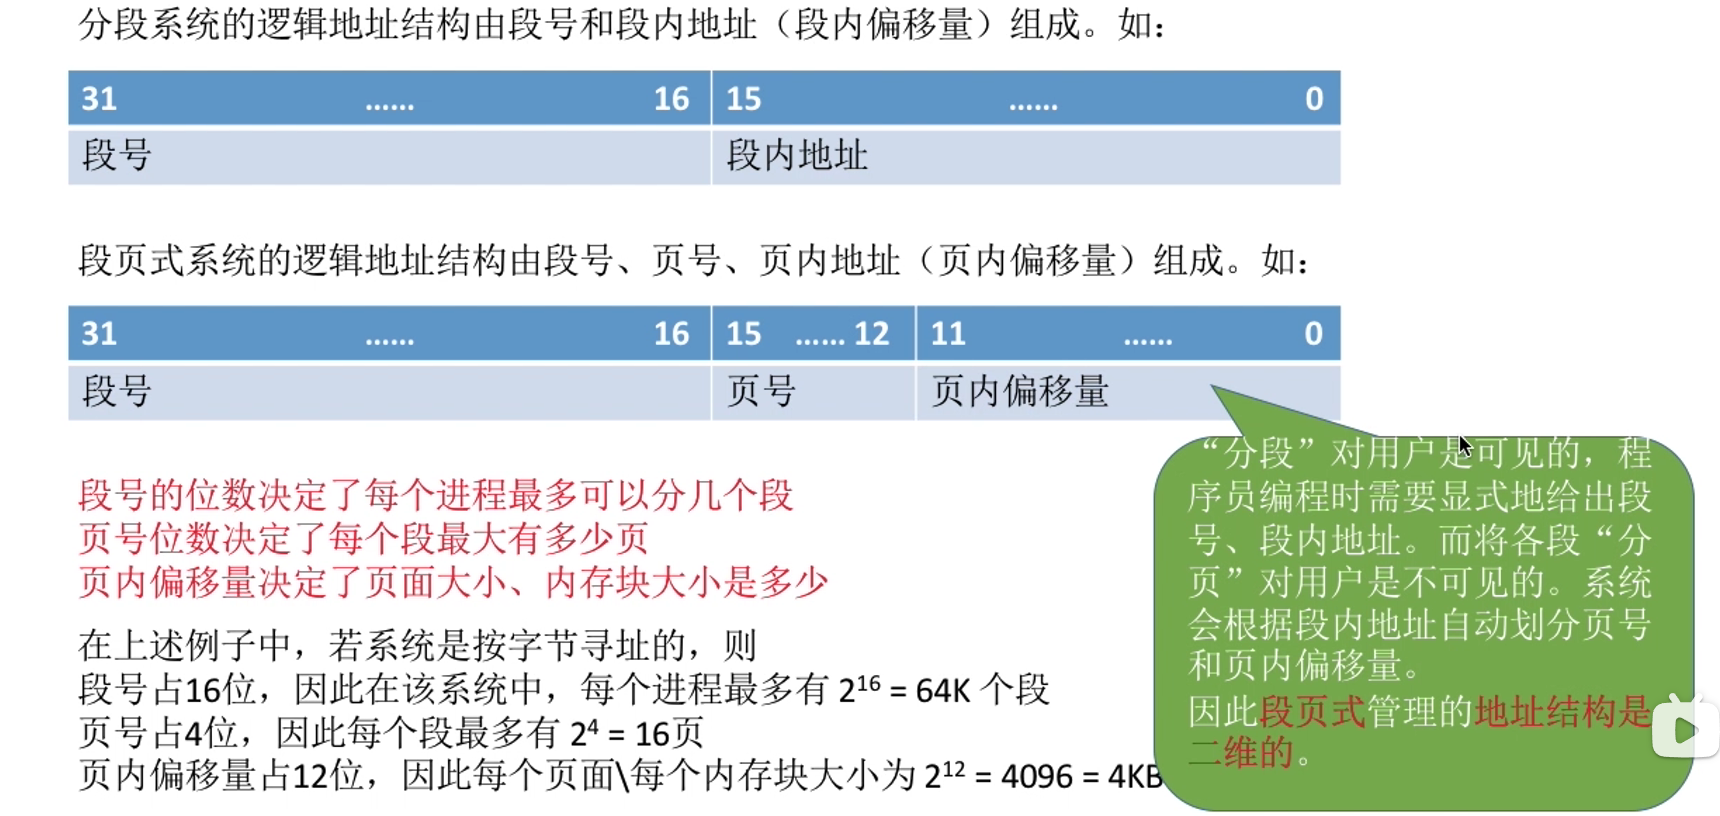 分段系统的逻辑地址结构由段号和段内地址（段内偏移量）组成。如：
31 …… 16 15 …… 0
段号 段内地址
段页式系统的逻辑地址结构由段号、页号、页内地址（页内偏移量）组成。如：
31 …… 16 15 …… 12 11 …… 0
段号 页号 页内偏移量
段号的位数决定了每个进程最多可以分几个段
页号位数决定了每个段最大有多少页
页内偏移量决定了页面大小、内存块大小是多少
在上述例子中，若系统是按字节寻址的，则
段号占16位，因此在该系统中，每个进程最多有 2¹⁶ = 64K 个段
页号占4位，因此每个段最多有 2⁴ = 16页
页内偏移量占12位，因此每个页面\每个内存块大小为 2¹² = 4096 = 4KB
“分段”对用户是可见的，程
序员编程时需要显式地给出段
号、段内地址。而将各段“分
页”对用户是不可见的。系统
会根据段内地址自动划分页号
和页内偏移量。
因此段页式管理的地址结构是
二维的。